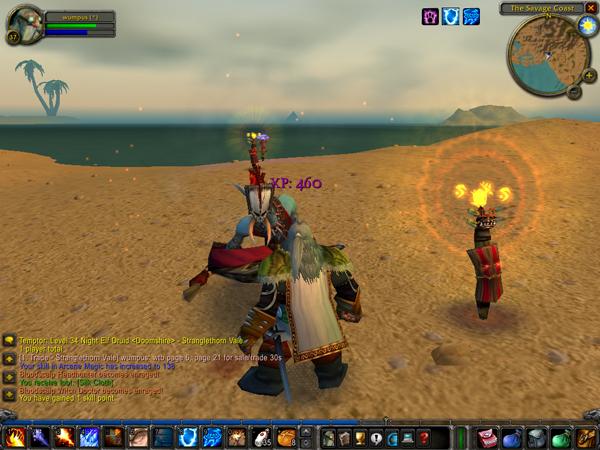 wumpus (*)
37
The Savage Coast
N
XP: 460
Temptor: Level 34 Night Elf Druid <Doomshire> - Stranglethorn Vale
1 player total
[1. Trade - Stranglethorn Vale] wumpus: wtb page 6, page 21 for sale/trade 30s
Your skill in Arcane Magic has increased to 138.
Bloodscalp Headhunter becomes enraged!
You receive loot: [Silk Cloth].
Bloodscalp Witch Doctor becomes enraged!
You have gained 1 skill point.